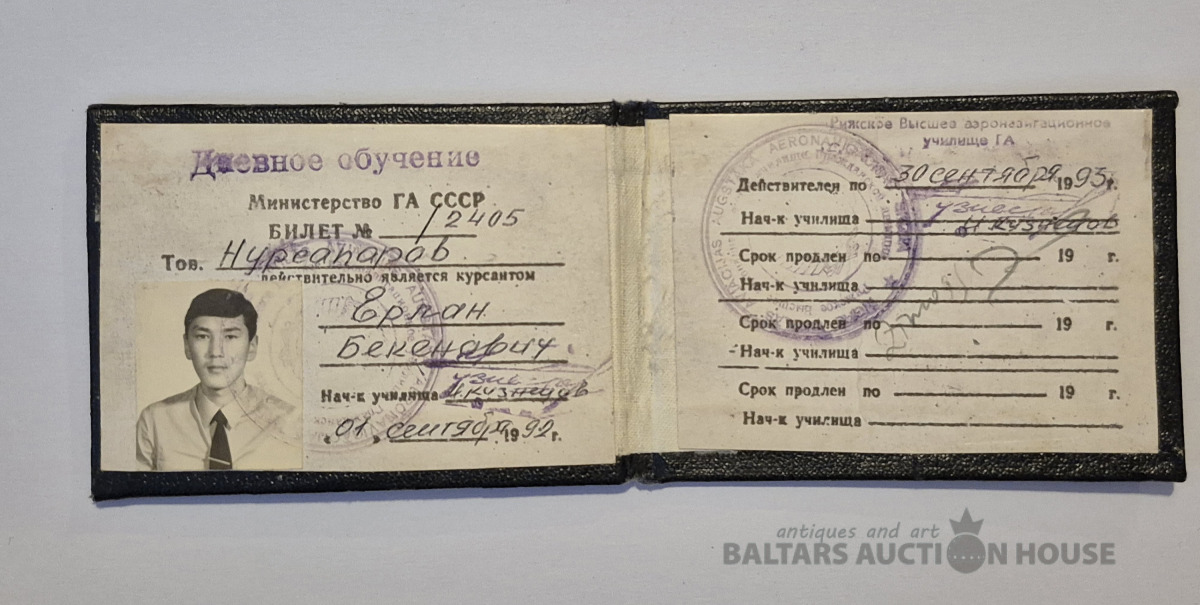 Дневное обучение
Министерство ГА СССР
БИЛЕТ № 12405
Тов. Нурсапаров
действительно является курсантом
Ерлан
Бекенович
Нач-к училища И.Кузнецов
„ 01 „ сентября 1992 г.
Рижское Высшее аэронавигационное
училище ГА
Действителен по 30 сентября 1993 г.
Нач-к училища И.Кузнецов
Срок продлен по 19 г.
Нач-к училища
Срок продлен по 19 г.
Нач-к училища
Срок продлен по 19 г.
Нач-к училища
antiques and art
BALTARS AUCTION HOUSE